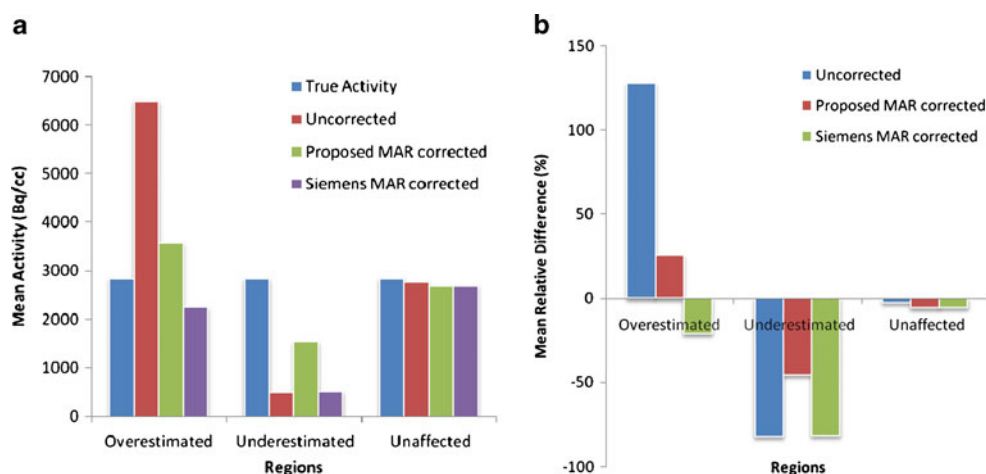 a
7000
6000
5000
4000
3000
2000
1000
0
Mean Activity (Bq/cc)
True Activity
Uncorrected
Proposed MAR corrected
Siemens MAR corrected
Overestimated
Underestimated
Unaffected
Regions
b
150
100
50
0
-50
-100
Mean Relative Difference (%)
Uncorrected
Proposed MAR corrected
Siemens MAR corrected
Overestimated
Underestimated
Unaffected
Regions